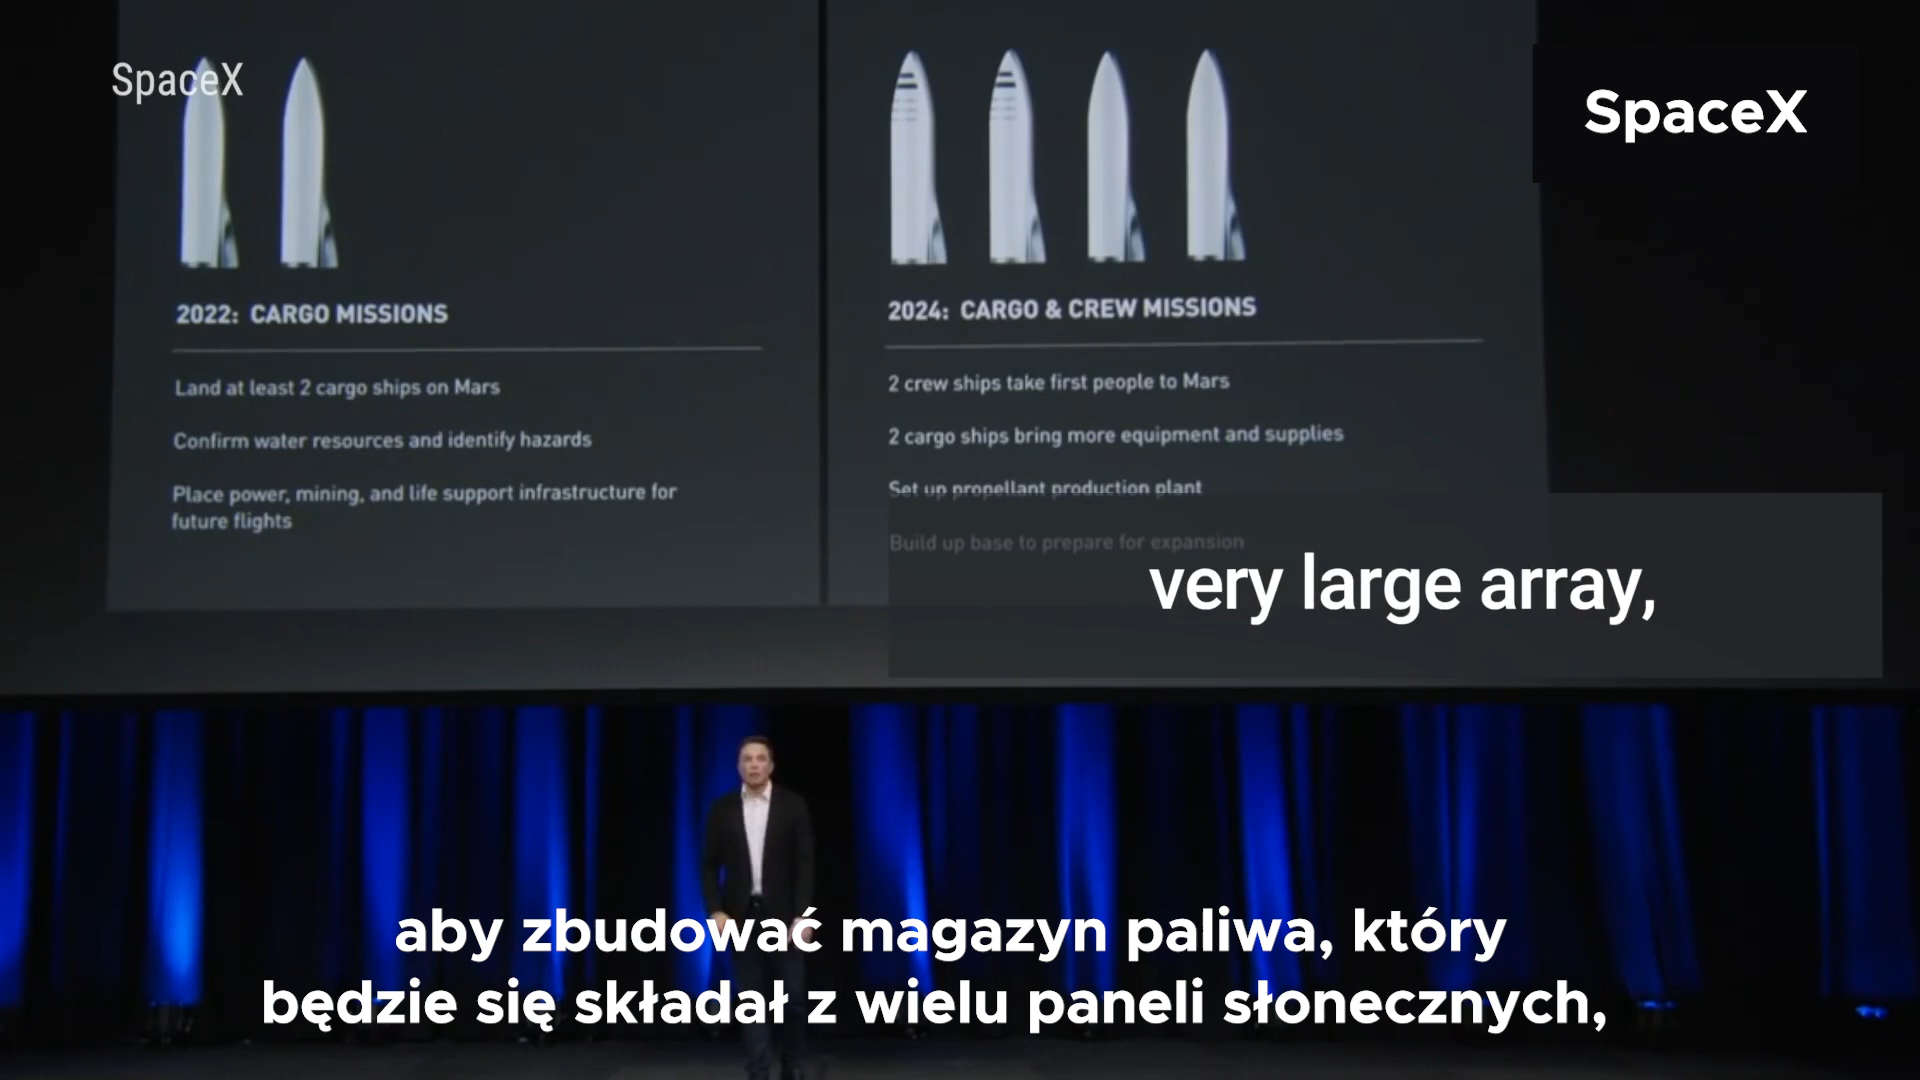 SpaceX
SpaceX
2022: CARGO MISSIONS
Land at least 2 cargo ships on Mars
Confirm water resources and identify hazards
Place power, mining, and life support infrastructure for
future flights
2024: CARGO & CREW MISSIONS
2 crew ships take first people to Mars
2 cargo ships bring more equipment and supplies
Set up propellant production plant
Build up base to prepare for expansion
very large array,
aby zbudować magazyn paliwa, który
będzie się składał z wielu paneli słonecznych,